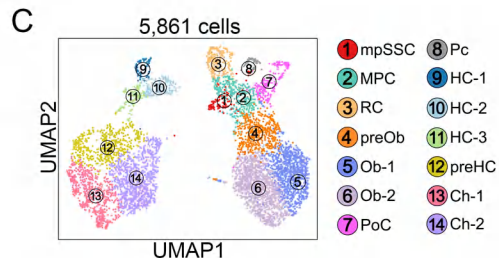 C
5,861 cells
UMAP2
UMAP1
9
10
11
12
13
14
3
8
7
1
2
4
6
5
1 mpSSC
2 MPC
3 RC
4 preOb
5 Ob-1
6 Ob-2
7 PoC
8 Pc
9 HC-1
10 HC-2
11 HC-3
12 preHC
13 Ch-1
14 Ch-2